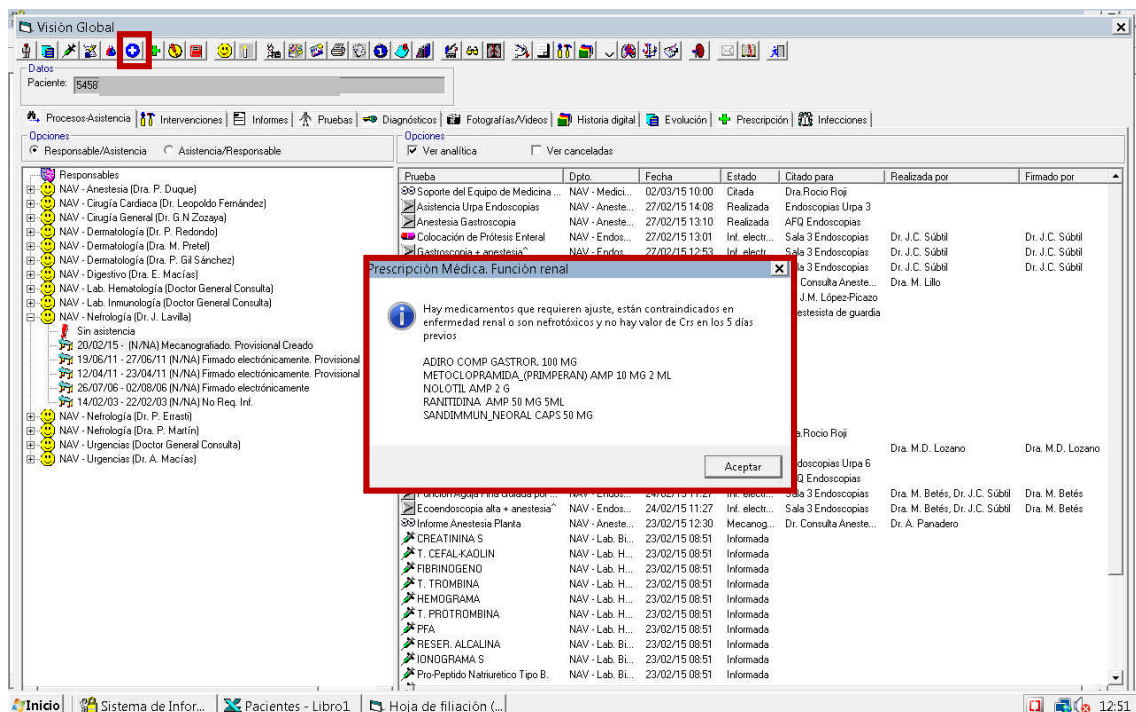 Visión Global
Datos
Paciente: 5458
Procesos-Asistencia Intervenciones Informes Pruebas Diagnósticos Fotografías/Videos Historia digital Evolución Prescripción Infecciones
Opciones
Responsable/Asistencia Asistencia/Responsable
Responsables
NAV - Anestesia (Dra. P. Duque)
NAV - Cirugía Cardiaca (Dr. Leopoldo Fernández)
NAV - Cirugía General (Dr. G.N Zozaya)
NAV - Dermatología (Dr. P. Redondo)
NAV - Dermatología (Dra. M. Pretel)
NAV - Dermatología (Dra. P. Gil Sánchez)
NAV - Digestivo (Dra. E. Macías)
NAV - Lab. Hematología (Doctor General Consulta)
NAV - Lab. Inmunología (Doctor General Consulta)
NAV - Nefrología (Dr. J. Lavilla)
Sin asistencia
20/02/15 - (N/NA) Mecanografiado. Provisional Creado
19/06/11 - 27/06/11 (N/NA) Firmado electrónicamente. Provisional
12/04/11 - 23/04/11 (N/NA) Firmado electrónicamente. Provisional
26/07/06 - 02/08/06 (N/NA) Firmado electrónicamente
14/02/03 - 22/02/03 (N/NA) No Req. Inf.
NAV - Nefrología (Dr. P. Errasti)
NAV - Nefrología (Dra. P. Martín)
NAV - Urgencias (Doctor General Consulta)
NAV - Urgencias (Dr. A. Macías)
Opciones
Ver analítica Ver canceladas
Prueba Dpto. Fecha Estado Citado para Realizada por Firmado por
Soporte del Equipo de Medicina ... NAV - Medici... 02/03/15 10:00 Citada Dra.Rocio Roji
Asistencia Urpa Endoscopias NAV - Aneste... 27/02/15 14:08 Realizada Endoscopias Urpa 3
Anestesia Gastroscopia NAV - Aneste... 27/02/15 13:10 Realizada AFQ Endoscopias
Colocación de Prótesis Enteral NAV - Endos... 27/02/15 13:01 Inf. electr... Sala 3 Endoscopias Dr. J.C. Súbtil Dr. J.C. Súbtil
Gastroscopia + anestesia^ NAV - Endos... 27/02/15 12:53 Inf. electr... Sala 3 Endoscopias Dr. J.C. Súbtil Dr. J.C. Súbtil
la 3 Endoscopias Dr. J.C. Súbtil Dr. J.C. Súbtil
Consulta Aneste... Dra. M. Lillo
J.M. López-Picazo
estesista de guardia
Prescripción Médica. Función renal
Hay medicamentos que requieren ajuste, están contraindicados en
enfermedad renal o son nefrotóxicos y no hay valor de Crs en los 5 días
previos
ADIRO COMP GASTROR. 100 MG
METOCLOPRAMIDA_(PRIMPERAN) AMP 10 MG 2 ML
NOLOTIL AMP 2 G
RANITIDINA AMP 50 MG 5ML
SANDIMMUN_NEORAL CAPS 50 MG
Aceptar
a.Rocio Roji
Dra. M.D. Lozano Dra. M.D. Lozano
doscopias Urpa 6
Q Endoscopias
Función Aguja Fina Guiada por ... NAV - Endos... 24/02/15 11:27 Inf. electr... Sala 3 Endoscopias Dra. M. Betés, Dr. J.C. Súbtil Dra. M. Betés
Ecoendoscopia alta + anestesia^ NAV - Endos... 24/02/15 11:27 Inf. electr... Sala 3 Endoscopias Dra. M. Betés, Dr. J.C. Súbtil Dra. M. Betés
Informe Anestesia Planta NAV - Aneste... 23/02/15 12:30 Mecanog... Dr. Consulta Aneste... Dr. A. Panadero
CREATININA S NAV - Lab. Bi... 23/02/15 08:51 Informada
T. CEFAL-KAOLIN NAV - Lab. H... 23/02/15 08:51 Informada
FIBRINOGENO NAV - Lab. H... 23/02/15 08:51 Informada
T. TROMBINA NAV - Lab. H... 23/02/15 08:51 Informada
HEMOGRAMA NAV - Lab. H... 23/02/15 08:51 Informada
T. PROTROMBINA NAV - Lab. H... 23/02/15 08:51 Informada
PFA NAV - Lab. H... 23/02/15 08:51 Informada
RESER. ALCALINA NAV - Lab. Bi... 23/02/15 08:51 Informada
IONOGRAMA S NAV - Lab. Bi... 23/02/15 08:51 Informada
Pro-Peptido Natriuretico Tipo B. NAV - Lab. Bi... 23/02/15 08:51 Informada
Inicio Sistema de Infor... Pacientes - Libro1 Hoja de filiación (... 12:51